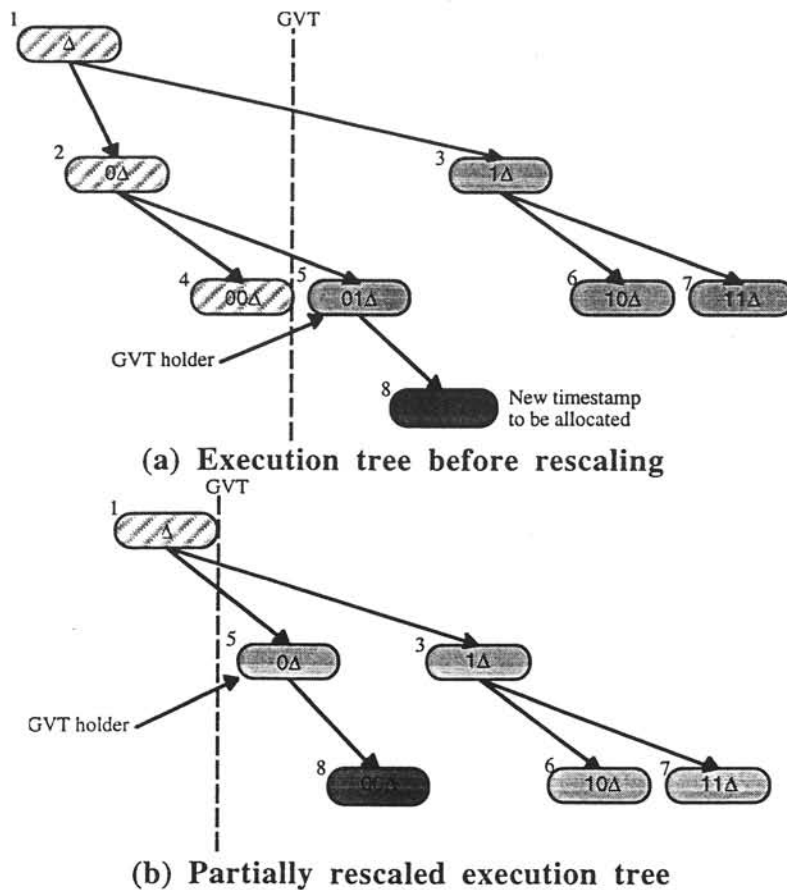 1
GVT
Δ
2
0Δ
3
1Δ
4
00Δ
5
01Δ
6
10Δ
7
11Δ
GVT holder
8
New timestamp
to be allocated
(a) Execution tree before rescaling
GVT
1
Δ
5
0Δ
3
1Δ
GVT holder
8
00Δ
6
10Δ
7
11Δ
(b) Partially rescaled execution tree